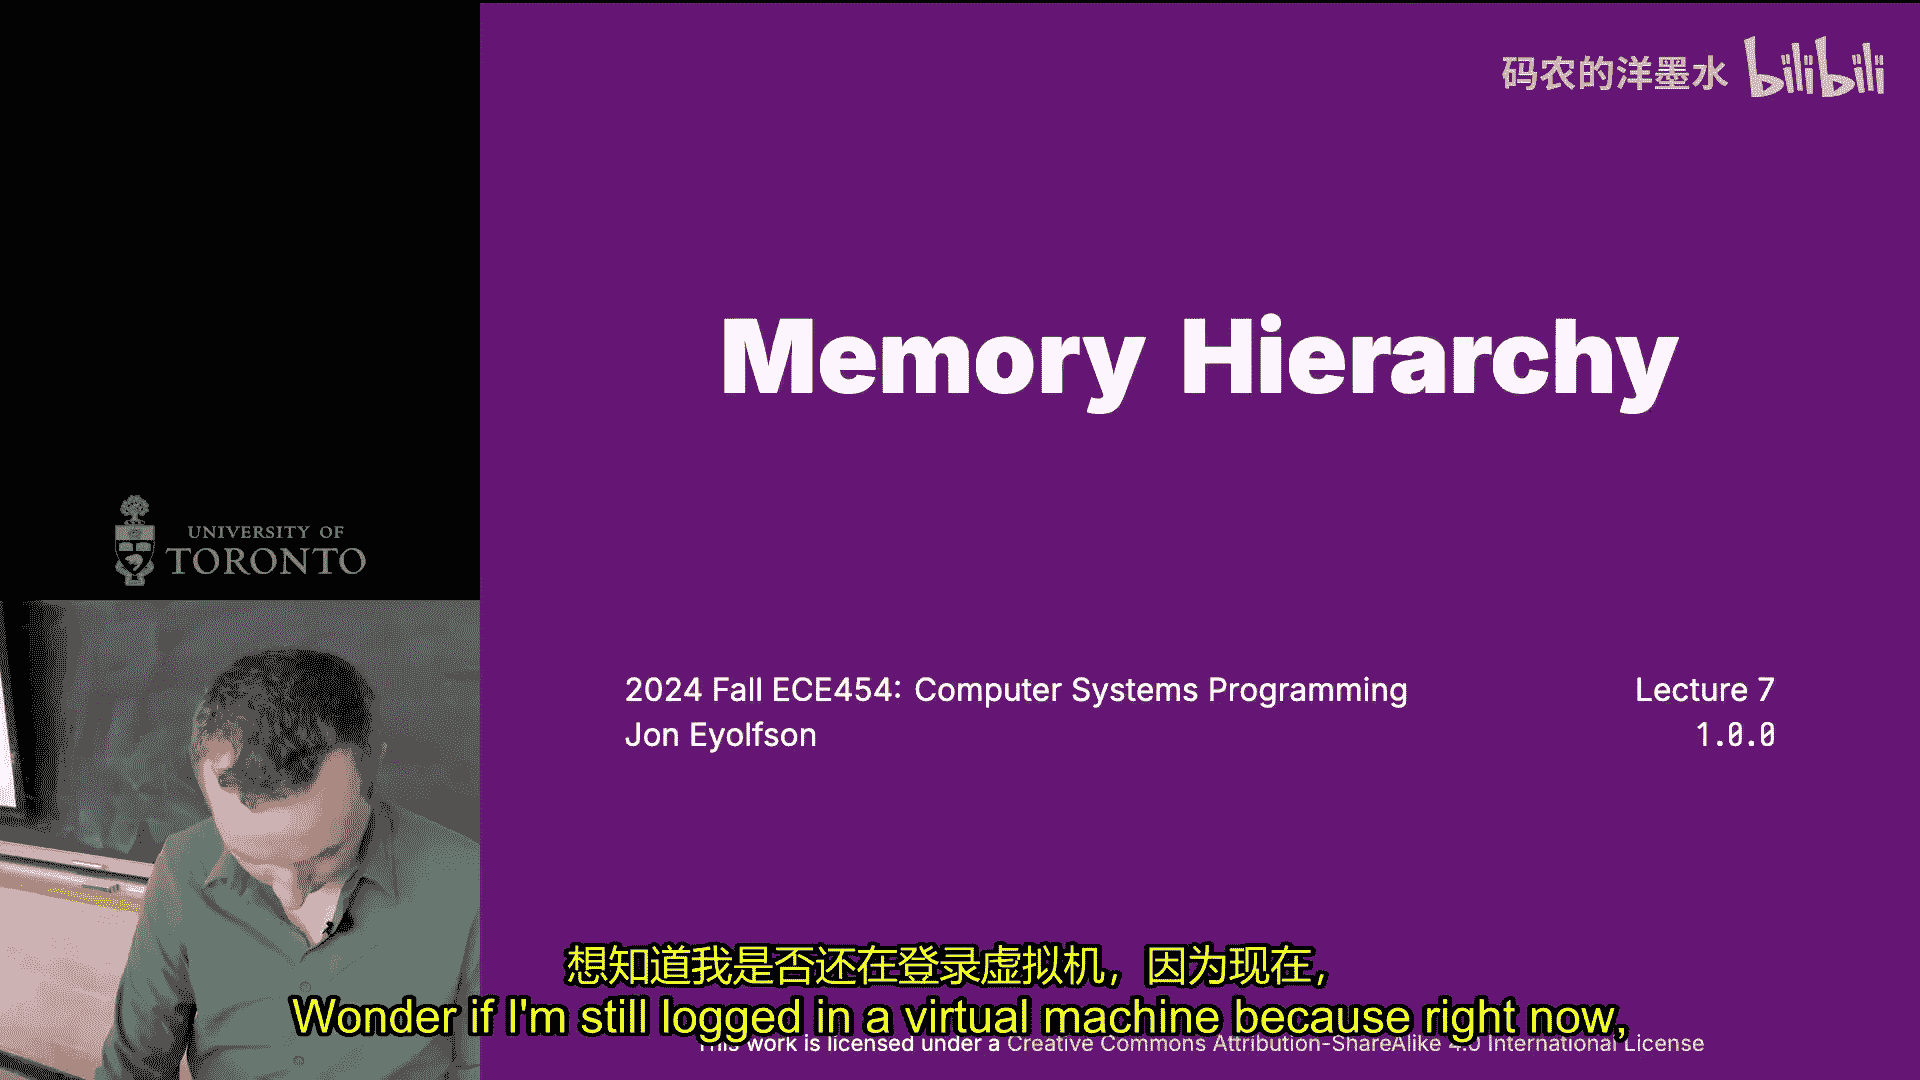 码农的洋墨水 bilibili
Memory Hierarchy
UNIVERSITY OF
TORONTO
2024 Fall ECE454: Computer Systems Programming
Lecture 7
Jon Eyolfson
1.0.0
想知道我是否还在登录虚拟机，因为现在，
Wonder if I'm still logged in a virtual machine because right now,
This work is licensed under a Creative Commons Attribution-ShareAlike 4.0 International License